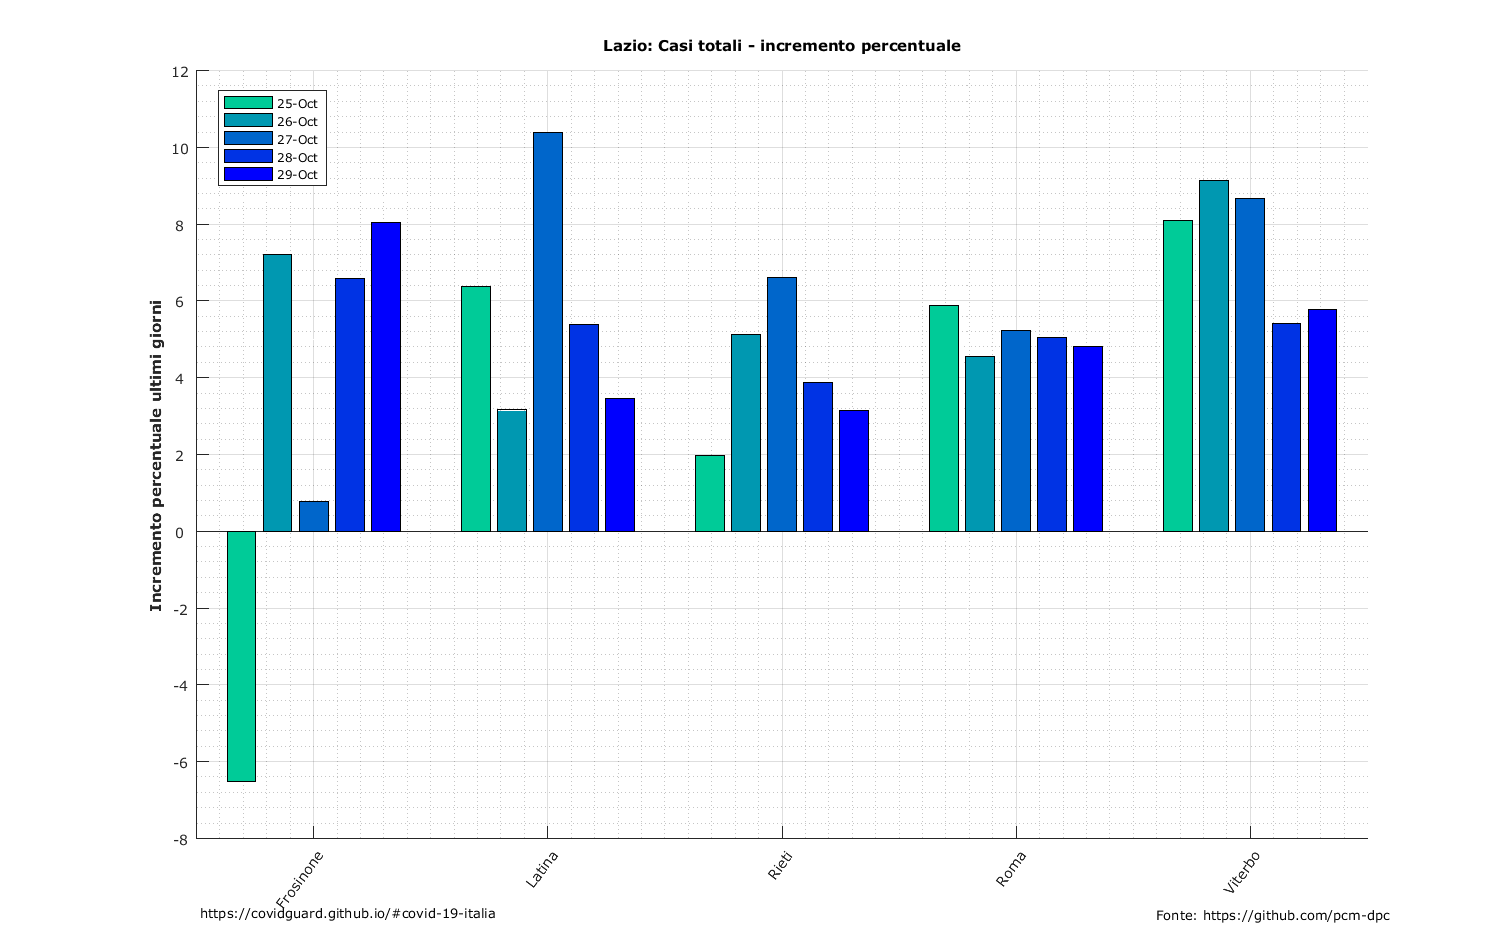 Lazio: Casi totali - incremento percentuale
12
10
8
6
4
2
0
-2
-4
-6
-8
Incremento percentuale ultimi giorni
25-Oct
26-Oct
27-Oct
28-Oct
29-Oct
Frosinone
Latina
Rieti
Roma
Viterbo
https://covidguard.github.io/#covid-19-italia
Fonte: https://github.com/pcm-dpc